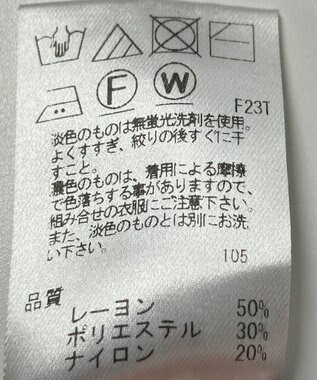 F W
F23T
淡色のものは無蛍光洗剤を使用。
よくすすぎ、絞りの後すぐに干
すこと。
濃色のものは、着用による摩擦
で色落ちする事がありますので、
組み合せの衣服にご注意下さい。
また、淡色のものとは別にお洗
い下さい。
105
品質
レーヨン 50%
ポリエステル 30%
ナイロン 20%